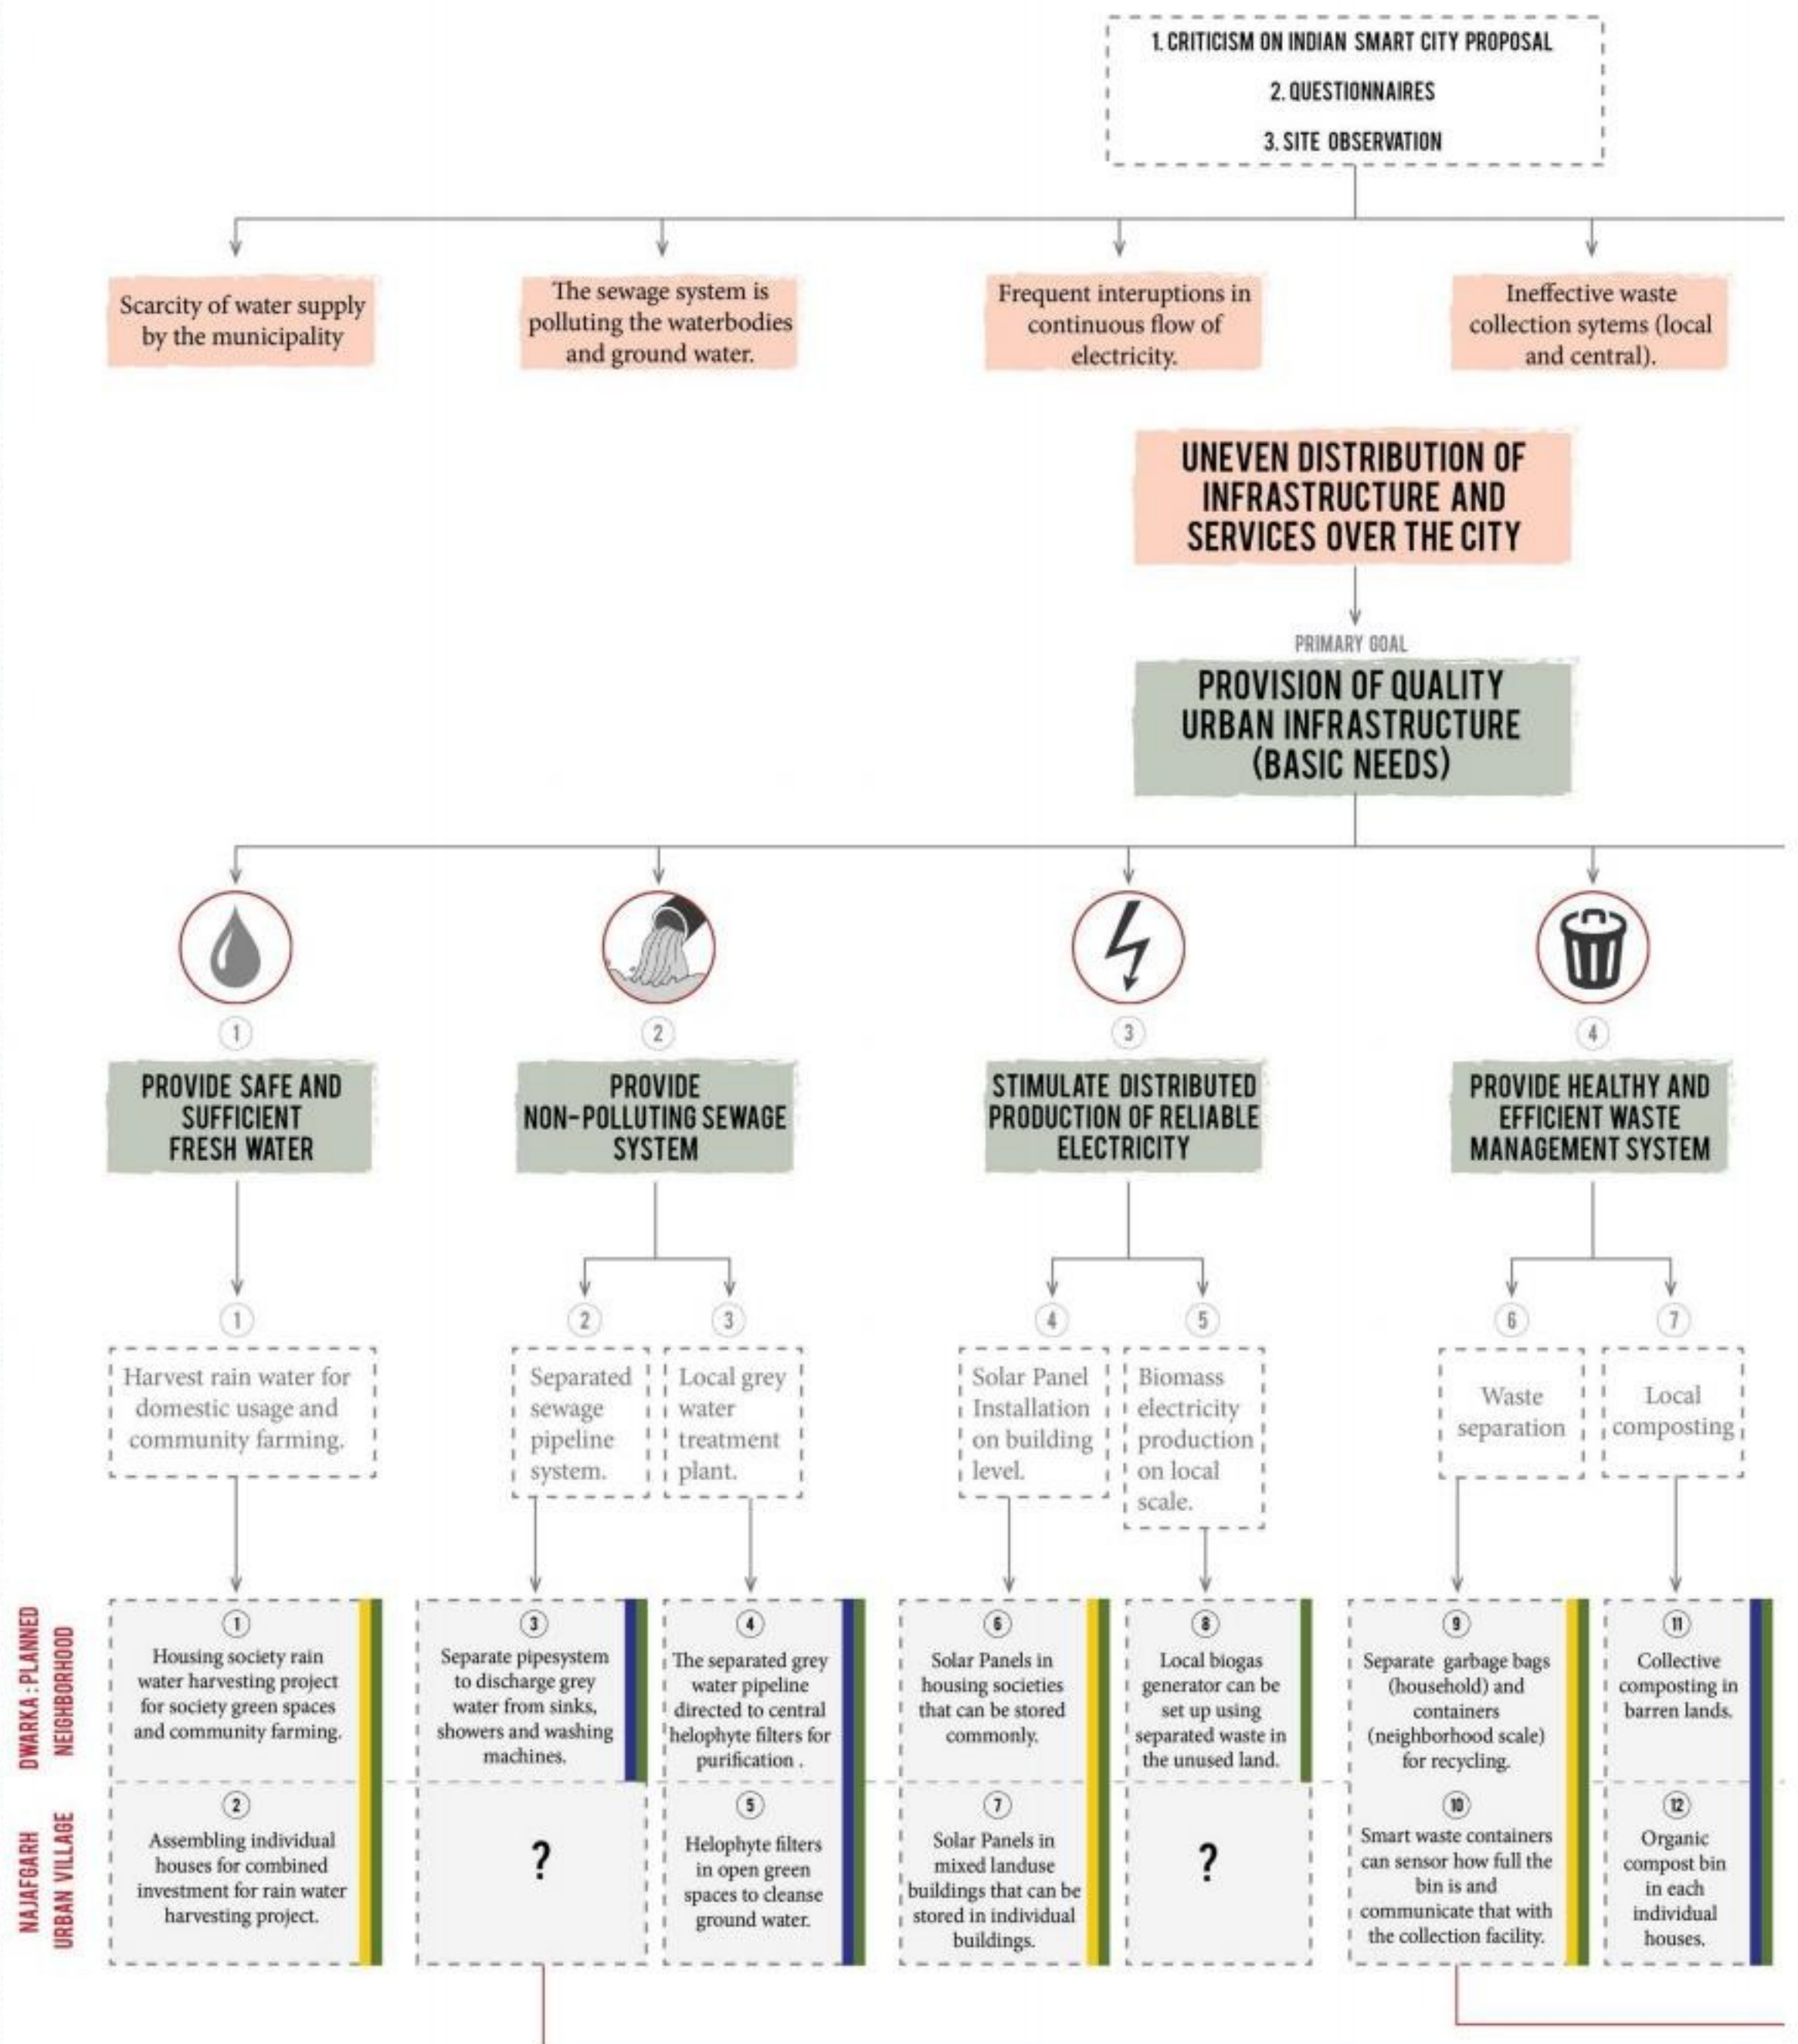 1. CRITICISM ON INDIAN SMART CITY PROPOSAL
2. QUESTIONNAIRES
3. SITE OBSERVATION
Scarcity of water supply
by the municipality
The sewage system is
polluting the waterbodies
and ground water.
Frequent interuptions in
continuous flow of
electricity.
Ineffective waste
collection sytems (local
and central).
UNEVEN DISTRIBUTION OF
INFRASTRUCTURE AND
SERVICES OVER THE CITY
PRIMARY GOAL
PROVISION OF QUALITY
URBAN INFRASTRUCTURE
(BASIC NEEDS)
1
PROVIDE SAFE AND
SUFFICIENT
FRESH WATER
2
PROVIDE
NON-POLLUTING SEWAGE
SYSTEM
3
STIMULATE DISTRIBUTED
PRODUCTION OF RELIABLE
ELECTRICITY
4
PROVIDE HEALTHY AND
EFFICIENT WASTE
MANAGEMENT SYSTEM
1
Harvest rain water for
domestic usage and
community farming.
2
Separated
sewage
pipeline
system.
3
Local grey
water
treatment
plant.
4
Solar Panel
Installation
on building
level.
5
Biomass
electricity
production
on local
scale.
6
Waste
separation
7
Local
composting
DWARKA : PLANNED
NEIGHBORHOOD
1
Housing society rain
water harvesting project
for society green spaces
and community farming.
3
Separate pipesystem
to discharge grey
water from sinks,
showers and washing
machines.
4
The separated grey
water pipeline
directed to central
helophyte filters for
purification .
6
Solar Panels in
housing societies
that can be stored
commonly.
8
Local biogas
generator can be
set up using
separated waste in
the unused land.
9
Separate garbage bags
(household) and
containers
(neighborhood scale)
for recycling.
11
Collective
composting in
barren lands.
NAJAFGARH
URBAN VILLAGE
2
Assembling individual
houses for combined
investment for rain water
harvesting project.
?
5
Helophyte filters
in open green
spaces to cleanse
ground water.
7
Solar Panels in
mixed landuse
buildings that can be
stored in individual
buildings.
?
10
Smart waste containers
can sensor how full the
bin is and
communicate that with
the collection facility.
12
Organic
compost bin
in each
individual
houses.